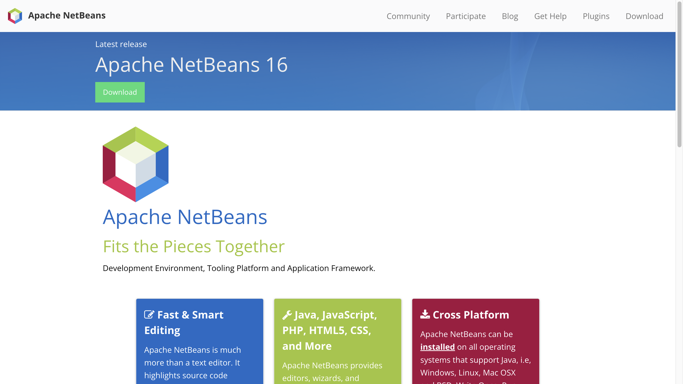 Apache NetBeans
Community
Participate
Blog
Get Help
Plugins
Download
Latest release
Apache NetBeans 16
Download
Apache NetBeans
Fits the Pieces Together
Development Environment, Tooling Platform and Application Framework.
Fast & Smart
Editing
Apache NetBeans is much
more than a text editor. It
highlights source code
Java, JavaScript,
PHP, HTML5, CSS,
and More
Apache NetBeans provides
editors, wizards, and
Cross Platform
Apache NetBeans can be
installed on all operating
systems that support Java, i.e,
Windows, Linux, Mac OSX